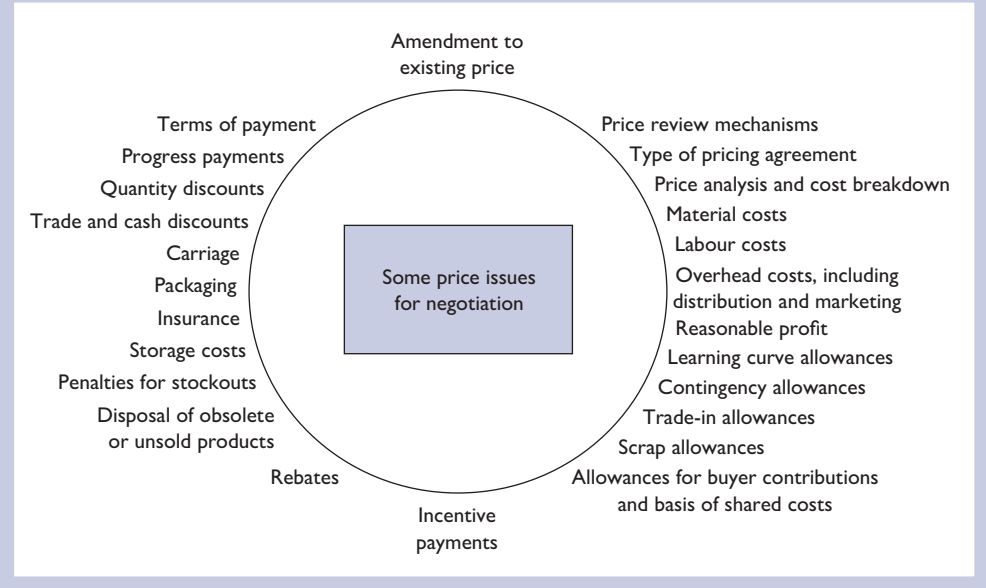 Amendment to
existing price
Price review mechanisms
Type of pricing agreement
Price analysis and cost breakdown
Material costs
Labour costs
Overhead costs, including
distribution and marketing
Reasonable profit
Learning curve allowances
Contingency allowances
Trade-in allowances
Scrap allowances
Allowances for buyer contributions
and basis of shared costs
Incentive
payments
Rebates
Disposal of obsolete
or unsold products
Penalties for stockouts
Storage costs
Insurance
Packaging
Carriage
Trade and cash discounts
Quantity discounts
Progress payments
Terms of payment
Some price issues
for negotiation